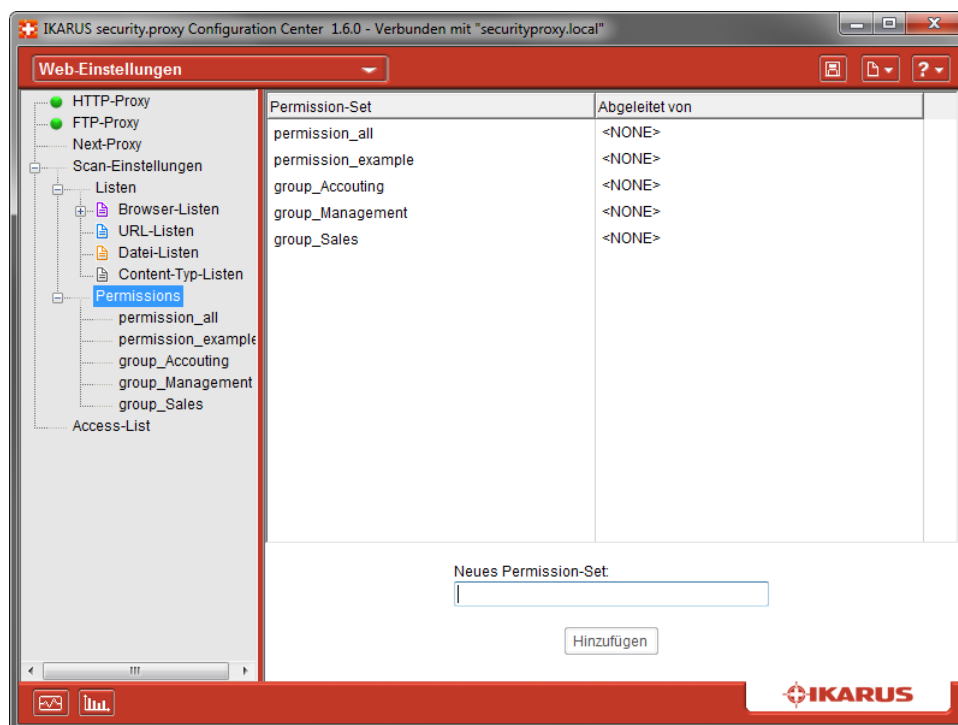 IKARUS security.proxy Configuration Center 1.6.0 - Verbunden mit "securityproxy.local"
Web-Einstellungen
?
HTTP-Proxy
FTP-Proxy
Next-Proxy
Scan-Einstellungen
Listen
Browser-Listen
URL-Listen
Datei-Listen
Content-Typ-Listen
Permissions
permission_all
permission_example
group_Accouting
group_Management
group_Sales
Access-List
Permission-Set Abgeleitet von
permission_all <NONE>
permission_example <NONE>
group_Accouting <NONE>
group_Management <NONE>
group_Sales <NONE>
Neues Permission-Set:
Hinzufügen
IKARUS